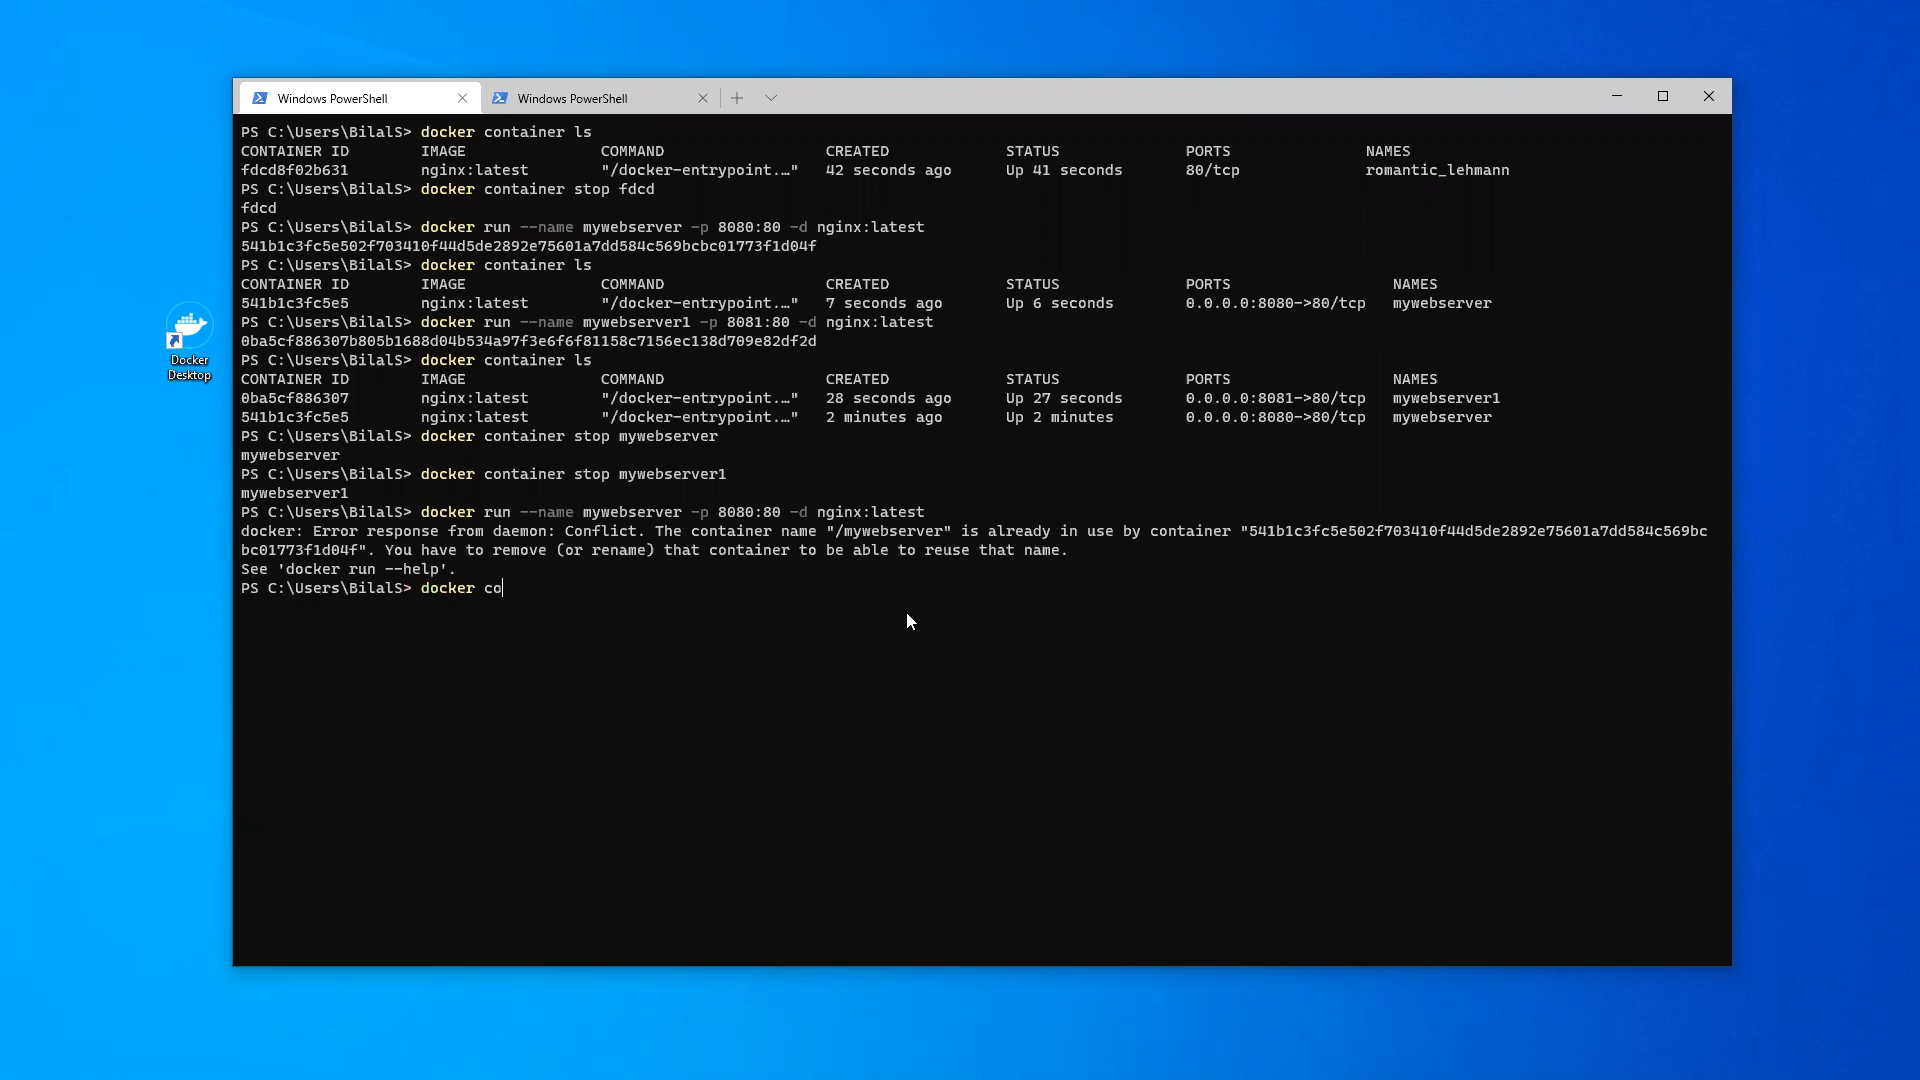 Windows PowerShell
Windows PowerShell
PS C:\Users\BilalS> docker container ls
CONTAINER ID IMAGE COMMAND CREATED STATUS PORTS NAMES
fdcd8f02b631 nginx:latest "/docker-entrypoint.…" 42 seconds ago Up 41 seconds 80/tcp romantic_lehmann
PS C:\Users\BilalS> docker container stop fdcd
fdcd
PS C:\Users\BilalS> docker run --name mywebserver -p 8080:80 -d nginx:latest
541b1c3fc5e502f703410f44d5de2892e75601a7dd584c569bcbc01773f1d04f
PS C:\Users\BilalS> docker container ls
CONTAINER ID IMAGE COMMAND CREATED STATUS PORTS NAMES
541b1c3fc5e5 nginx:latest "/docker-entrypoint.…" 7 seconds ago Up 6 seconds 0.0.0.0:8080->80/tcp mywebserver
PS C:\Users\BilalS> docker run --name mywebserver1 -p 8081:80 -d nginx:latest
0ba5cf886307b805b1688d04b534a97f3e6f6f81158c7156ec138d709e82df2d
PS C:\Users\BilalS> docker container ls
CONTAINER ID IMAGE COMMAND CREATED STATUS PORTS NAMES
0ba5cf886307 nginx:latest "/docker-entrypoint.…" 28 seconds ago Up 27 seconds 0.0.0.0:8081->80/tcp mywebserver1
541b1c3fc5e5 nginx:latest "/docker-entrypoint.…" 2 minutes ago Up 2 minutes 0.0.0.0:8080->80/tcp mywebserver
PS C:\Users\BilalS> docker container stop mywebserver
mywebserver
PS C:\Users\BilalS> docker container stop mywebserver1
mywebserver1
PS C:\Users\BilalS> docker run --name mywebserver -p 8080:80 -d nginx:latest
docker: Error response from daemon: Conflict. The container name "/mywebserver" is already in use by container "541b1c3fc5e502f703410f44d5de2892e75601a7dd584c569bc
bc01773f1d04f". You have to remove (or rename) that container to be able to reuse that name.
See 'docker run --help'.
PS C:\Users\BilalS> docker co
Docker
Desktop